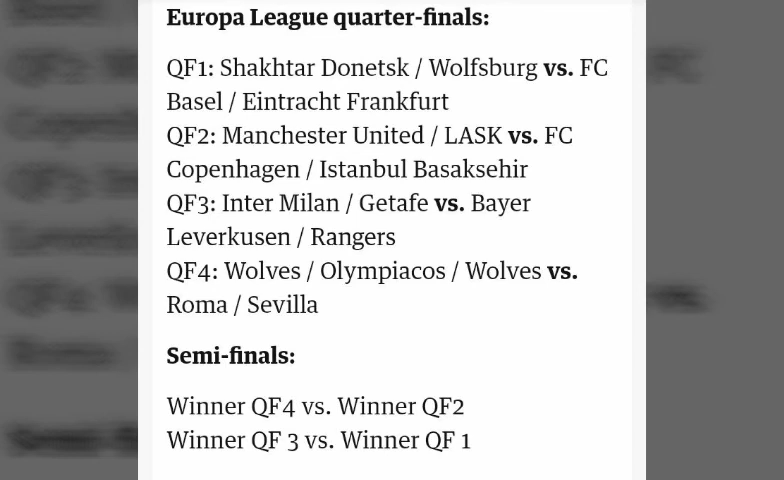 Europa League quarter-finals:
QF1: Shakhtar Donetsk / Wolfsburg vs. FC
Basel / Eintracht Frankfurt
QF2: Manchester United / LASK vs. FC
Copenhagen / Istanbul Basaksehir
QF3: Inter Milan / Getafe vs. Bayer
Leverkusen / Rangers
QF4: Wolves / Olympiacos / Wolves vs.
Roma / Sevilla
Semi-finals:
Winner QF4 vs. Winner QF2
Winner QF 3 vs. Winner QF 1